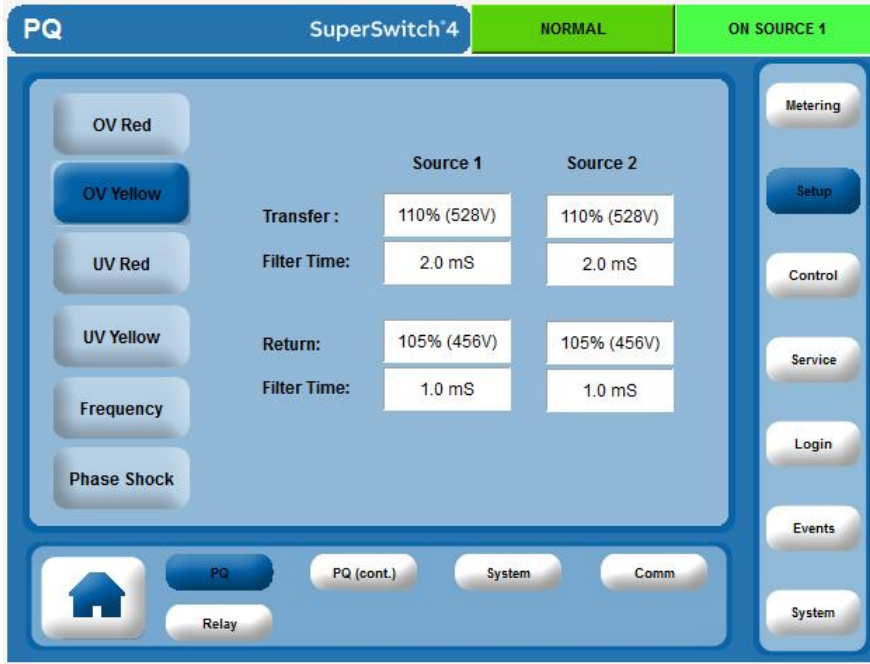 PQ SuperSwitch®4 NORMAL ON SOURCE 1
OV Red
OV Yellow
UV Red
UV Yellow
Frequency
Phase Shock
Source 1 Source 2
Transfer : 110% (528V) 110% (528V)
Filter Time: 2.0 mS 2.0 mS
Return: 105% (456V) 105% (456V)
Filter Time: 1.0 mS 1.0 mS
Metering
Setup
Control
Service
Login
Events
System
PQ PQ (cont.) System Comm
Relay